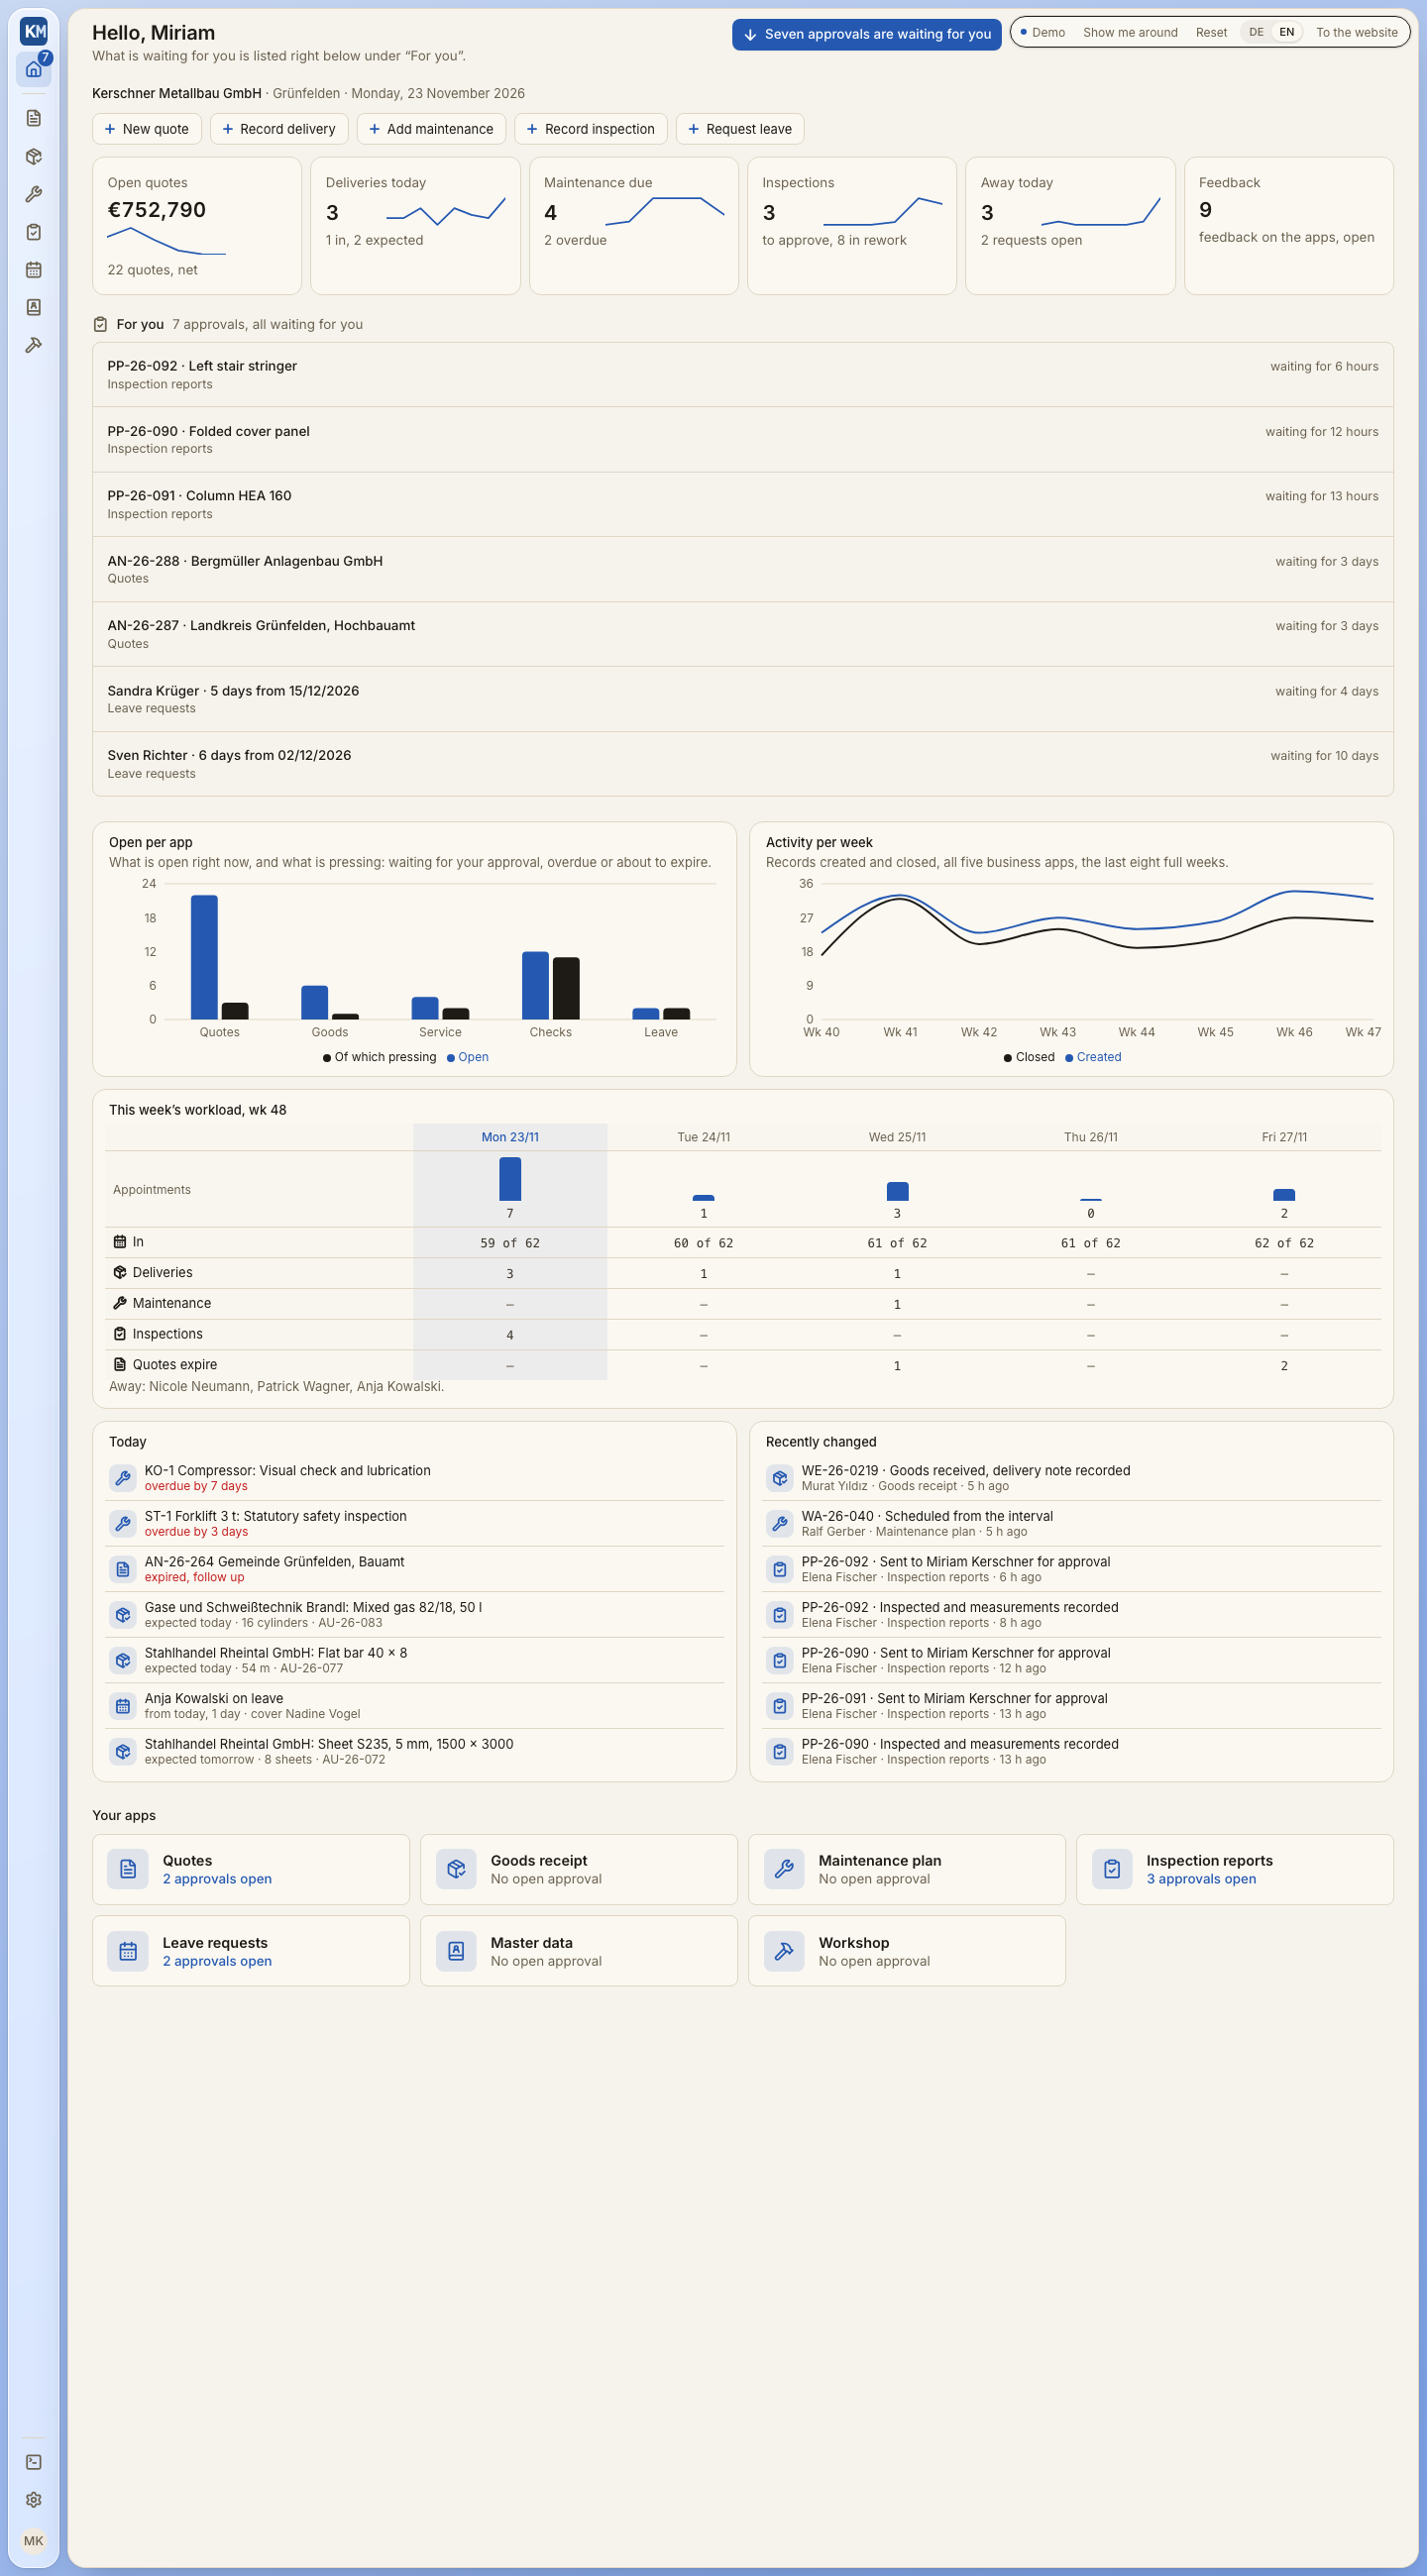 KM
7
Hello, Miriam
What is waiting for you is listed right below under “For you”.
Seven approvals are waiting for you
Demo Show me around Reset DE EN To the website
Kerschner Metallbau GmbH · Grünfelden · Monday, 23 November 2026
New quote
Record delivery
Add maintenance
Record inspection
Request leave
Open quotes
€752,790
22 quotes, net
Deliveries today
3
1 in, 2 expected
Maintenance due
4
2 overdue
Inspections
3
to approve, 8 in rework
Away today
3
2 requests open
Feedback
9
feedback on the apps, open
For you 7 approvals, all waiting for you
PP-26-092 · Left stair stringer
Inspection reports
waiting for 6 hours
PP-26-090 · Folded cover panel
Inspection reports
waiting for 12 hours
PP-26-091 · Column HEA 160
Inspection reports
waiting for 13 hours
AN-26-288 · Bergmüller Anlagenbau GmbH
Quotes
waiting for 3 days
AN-26-287 · Landkreis Grünfelden, Hochbauamt
Quotes
waiting for 3 days
Sandra Krüger · 5 days from 15/12/2026
Leave requests
waiting for 4 days
Sven Richter · 6 days from 02/12/2026
Leave requests
waiting for 10 days
Open per app
What is open right now, and what is pressing: waiting for your approval, overdue or about to expire.
24
18
12
6
0
Quotes Goods Service Checks Leave
Of which pressing Open
Activity per week
Records created and closed, all five business apps, the last eight full weeks.
36
27
18
9
0
Wk 40 Wk 41 Wk 42 Wk 43 Wk 44 Wk 45 Wk 46 Wk 47
Closed Created
This week’s workload, wk 48
Mon 23/11 Tue 24/11 Wed 25/11 Thu 26/11 Fri 27/11
Appointments 7 1 3 0 2
In 59 of 62 60 of 62 61 of 62 61 of 62 62 of 62
Deliveries 3 1 1 – –
Maintenance – – 1 – –
Inspections 4 – – – –
Quotes expire – – 1 – 2
Away: Nicole Neumann, Patrick Wagner, Anja Kowalski.
Today
KO-1 Compressor: Visual check and lubrication
overdue by 7 days
ST-1 Forklift 3 t: Statutory safety inspection
overdue by 3 days
AN-26-264 Gemeinde Grünfelden, Bauamt
expired, follow up
Gase und Schweißtechnik Brandl: Mixed gas 82/18, 50 l
expected today · 16 cylinders · AU-26-083
Stahlhandel Rheintal GmbH: Flat bar 40 × 8
expected today · 54 m · AU-26-077
Anja Kowalski on leave
from today, 1 day · cover Nadine Vogel
Stahlhandel Rheintal GmbH: Sheet S235, 5 mm, 1500 × 3000
expected tomorrow · 8 sheets · AU-26-072
Recently changed
WE-26-0219 · Goods received, delivery note recorded
Murat Yıldız · Goods receipt · 5 h ago
WA-26-040 · Scheduled from the interval
Ralf Gerber · Maintenance plan · 5 h ago
PP-26-092 · Sent to Miriam Kerschner for approval
Elena Fischer · Inspection reports · 6 h ago
PP-26-092 · Inspected and measurements recorded
Elena Fischer · Inspection reports · 8 h ago
PP-26-090 · Sent to Miriam Kerschner for approval
Elena Fischer · Inspection reports · 12 h ago
PP-26-091 · Sent to Miriam Kerschner for approval
Elena Fischer · Inspection reports · 13 h ago
PP-26-090 · Inspected and measurements recorded
Elena Fischer · Inspection reports · 13 h ago
Your apps
Quotes
2 approvals open
Goods receipt
No open approval
Maintenance plan
No open approval
Inspection reports
3 approvals open
Leave requests
2 approvals open
Master data
No open approval
Workshop
No open approval
MK